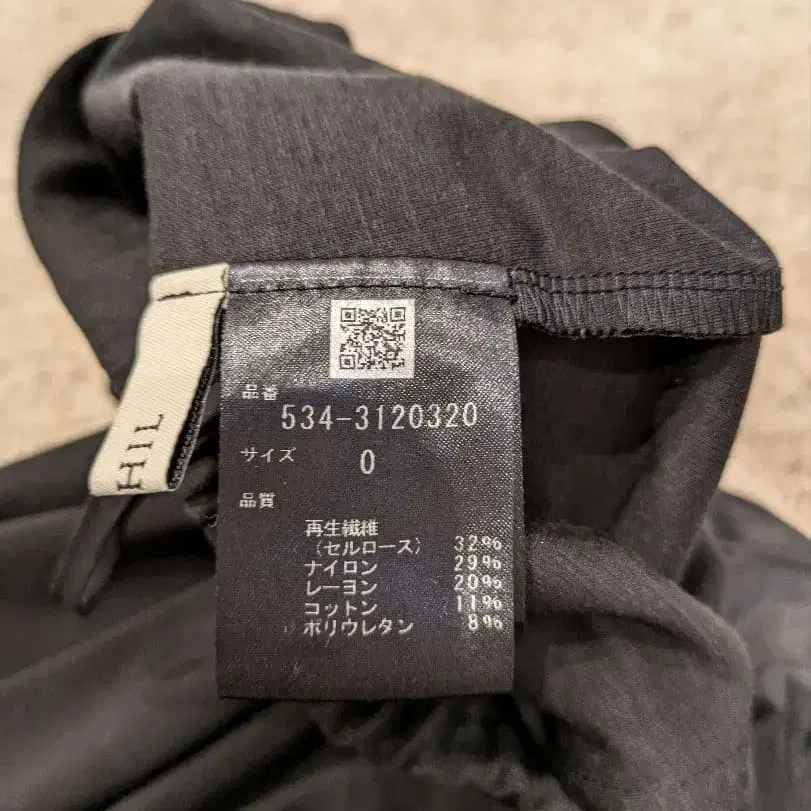 HIL
品番
534-3120320
サイズ 0
品質
再生繊維
(セルロース) 32%
ナイロン 29%
レーヨン 20%
コットン 11%
ポリウレタン 8%